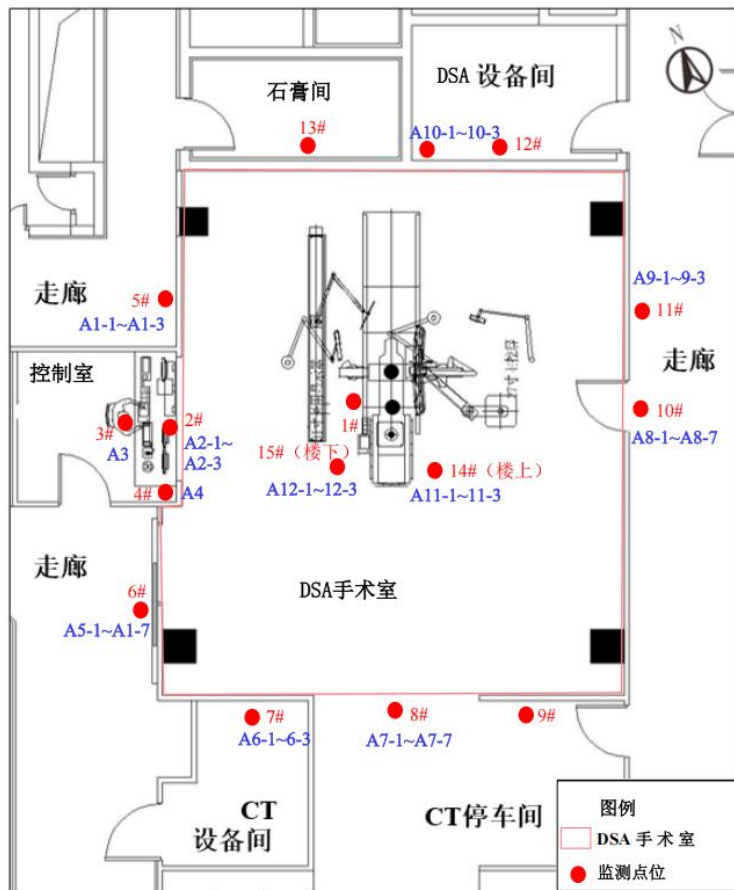 石膏间
DSA 设备间
N
13#
A10-1~10-3
12#
走廊
5#
A1-1~A1-3
A9-1~9-3
11#
走廊
控制室
3#
A3
2#
A2-1~
A2-3
4#
A4
1#
10#
A8-1~A8-7
15#（楼下）
A12-1~12-3
14#（楼上）
A11-1~11-3
走廊
6#
A5-1~A1-7
DSA手术室
7#
A6-1~6-3
8#
A7-1~A7-7
9#
CT
设备间
CT停车间
图例
DSA 手 术 室
监测点位